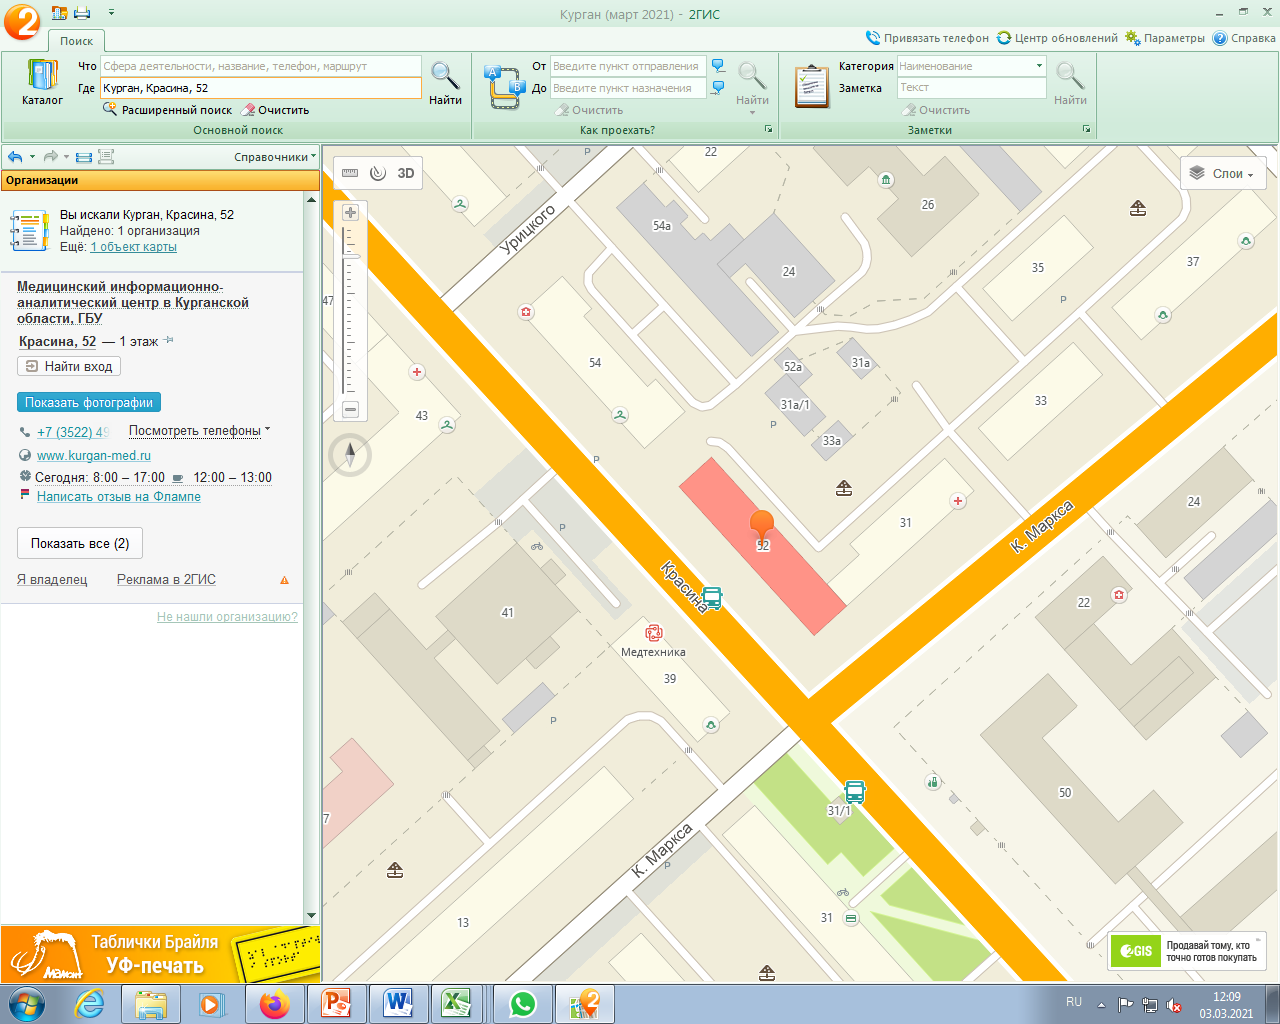 Курган (март 2021) - 2ГИС
Поиск
Привязать телефон
Центр обновлений
Параметры
Справка
Каталог
Что
Сфера деятельности, название, телефон, маршрут
Где
Курган, Красина, 52
Найти
Расширенный поиск
Очистить
Основной поиск
От
Введите пункт отправления
До
Введите пункт назначения
Найти
Очистить
Как проехать?
Категория
Наименование
Заметка
Текст
Найти
Очистить
Заметки
Справочники
Организации
Вы искали Курган, Красина, 52
Найдено: 1 организация
Ещё: 1 объект карты
Медицинский информационно-
аналитический центр в Курганской
области, ГБУ
Красина, 52 — 1 этаж
Найти вход
Показать фотографии
+7 (3522) 49
Посмотреть телефоны
www.kurgan-med.ru
Сегодня: 8:00 – 17:00 12:00 – 13:00
Написать отзыв на Флампе
Показать все (2)
Я владелец
Реклама в 2ГИС
Не нашли организацию?
Таблички Брайля
УФ-печать
Мамонт
3D
Слои
22
P
26
54а
Урицкого
24
35
37
47
P
54
52а
31а
31а/1
33
43
P
33а
P
24
P
31
К. Маркса
52
Красина
22
41
Медтехника
39
P
50
31/1
7
К. Маркса
P
13
31
2GIS
Продавай тому, кто
точно готов покупать
RU
12:09
03.03.2021